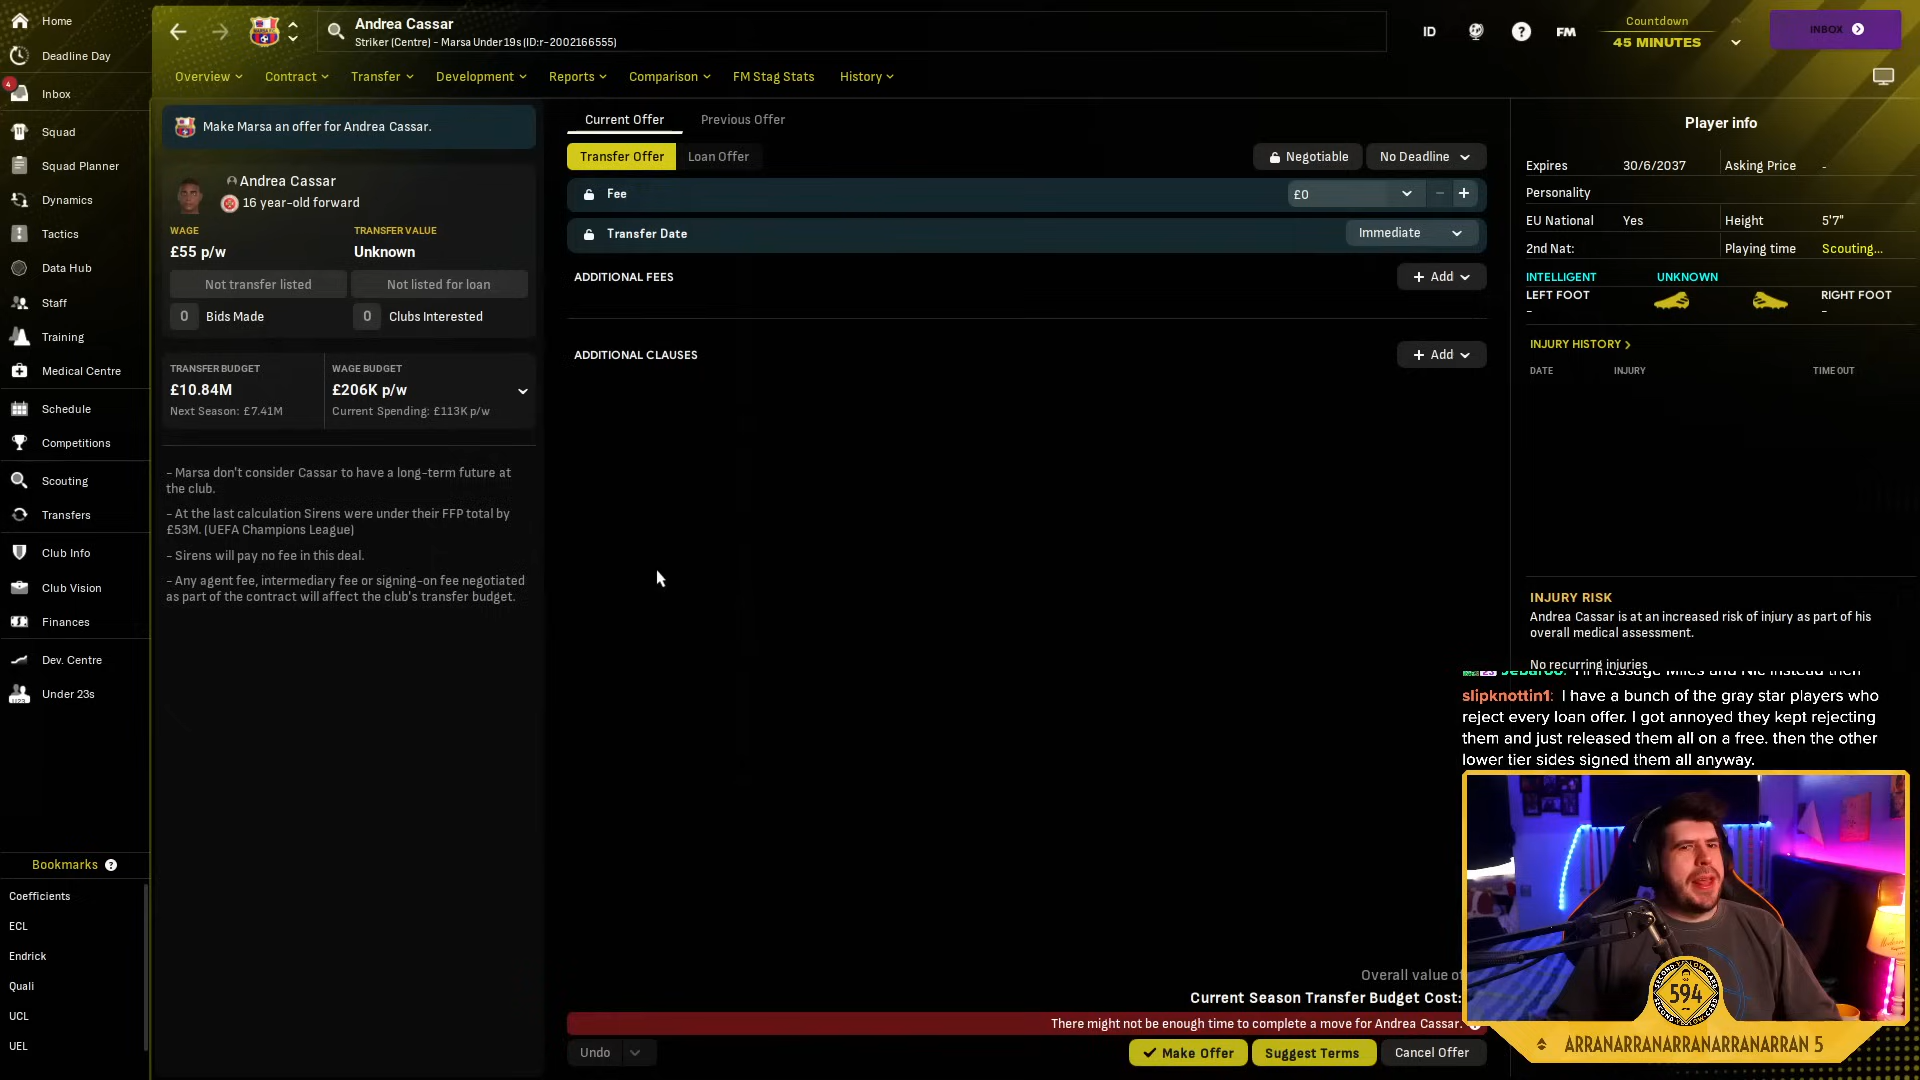 Home
Deadline Day
4
Inbox
Squad
Squad Planner
Dynamics
Tactics
Data Hub
Staff
Training
Medical Centre
Schedule
Competitions
Scouting
Transfers
Club Info
Club Vision
Finances
Dev. Centre
Under 23s
Bookmarks ?
Coefficients
ECL
Endrick
Quali
UCL
UEL
Andrea Cassar
Striker (Centre) - Marsa Under 19s (ID:r-2002166555)
ID
?
FM
Countdown
45 MINUTES
INBOX
Overview
Contract
Transfer
Development
Reports
Comparison
FM Stag Stats
History
Make Marsa an offer for Andrea Cassar.
Andrea Cassar
16 year-old forward
WAGE
TRANSFER VALUE
£55 p/w
Unknown
Not transfer listed
Not listed for loan
0 Bids Made
0 Clubs Interested
TRANSFER BUDGET
WAGE BUDGET
£10.84M
£206K p/w
Next Season: £7.41M
Current Spending: £113K p/w
- Marsa don't consider Cassar to have a long-term future at
the club.
- At the last calculation Sirens were under their FFP total by
£53M. (UEFA Champions League)
- Sirens will pay no fee in this deal.
- Any agent fee, intermediary fee or signing-on fee negotiated
as part of the contract will affect the club's transfer budget.
Current Offer
Previous Offer
Transfer Offer
Loan Offer
Negotiable
No Deadline
Fee
£0
Transfer Date
Immediate
ADDITIONAL FEES
+ Add
ADDITIONAL CLAUSES
+ Add
Overall value of
Current Season Transfer Budget Cost:
There might not be enough time to complete a move for Andrea Cassar.
Undo
Make Offer
Suggest Terms
Cancel Offer
Player info
Expires 30/6/2037 Asking Price -
Personality
EU National Yes Height 5'7"
2nd Nat: Playing time Scouting...
INTELLIGENT UNKNOWN
LEFT FOOT
-
RIGHT FOOT
-
INJURY HISTORY >
DATE INJURY TIME OUT
INJURY RISK
Andrea Cassar is at an increased risk of injury as part of his
overall medical assessment.
No recurring injuries
message Miles and Nic instead then
slipknottin1: I have a bunch of the gray star players who
reject every loan offer. I got annoyed they kept rejecting
them and just released them all on a free. then the other
lower tier sides signed them all anyway.
SECOND YELLOW CARD
594
ARRANARRANARRANARRANARRAN 5